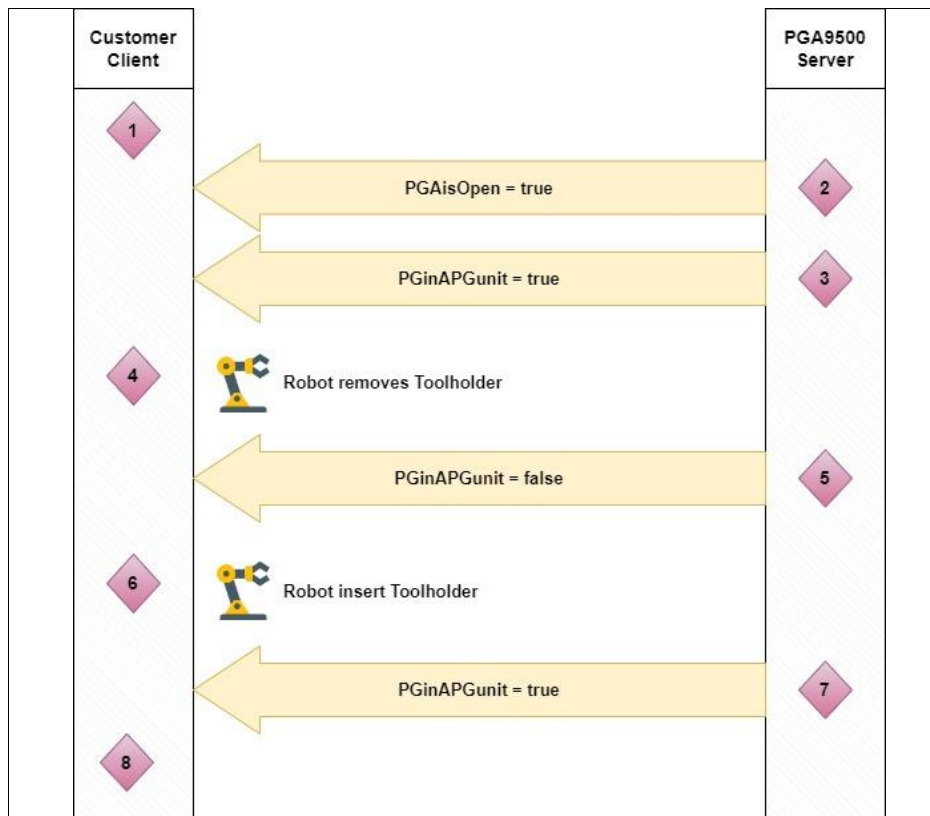 Customer
Client
PGA9500
Server
1
PGAisOpen = true
2
PGinAPGunit = true
3
4
Robot removes Toolholder
PGinAPGunit = false
5
6
Robot insert Toolholder
PGinAPGunit = true
7
8